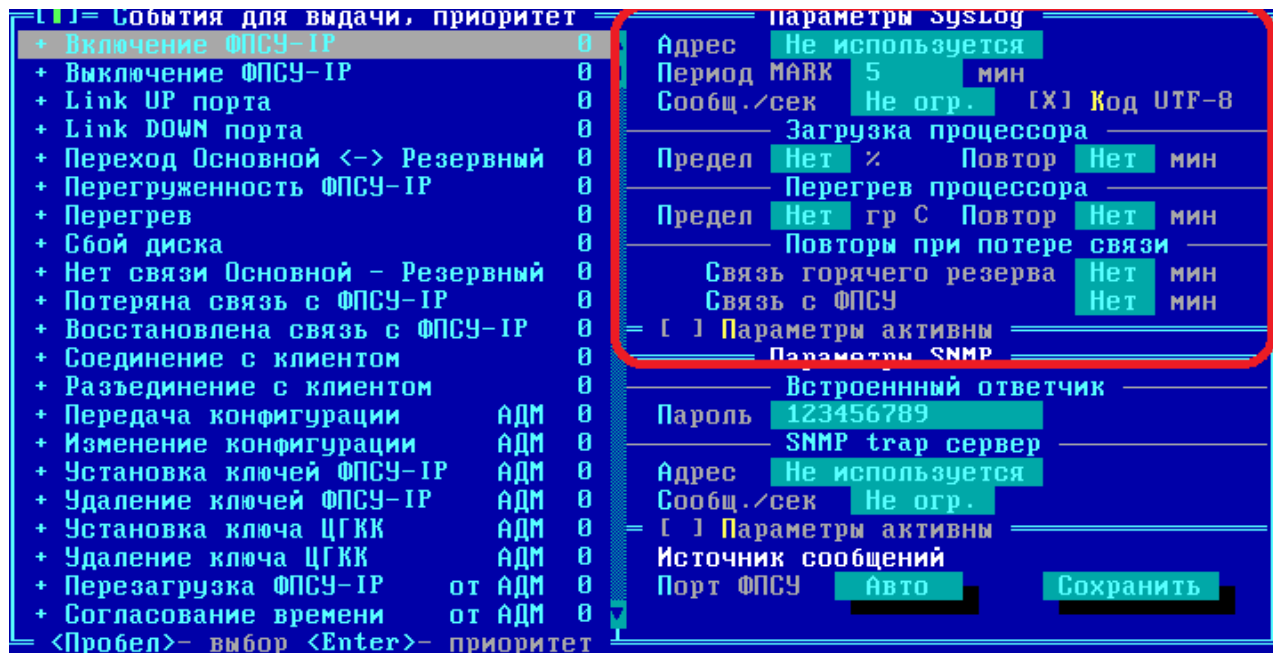 [ ]= События для выдачи, приоритет
+ Включение ФПСУ-IP 0
+ Выключение ФПСУ-IP 0
+ Link UP порта 0
+ Link DOWN порта 0
+ Переход Основной <-> Резервный 0
+ Перегруженность ФПСУ-IP 0
+ Перегрев 0
+ Сбой диска 0
+ Нет связи Основной - Резервный 0
+ Потеряна связь с ФПСУ-IP 0
+ Восстановлена связь с ФПСУ-IP 0
+ Соединение с клиентом 0
+ Разъединение с клиентом 0
+ Передача конфигурации АДМ 0
+ Изменение конфигурации АДМ 0
+ Установка ключей ФПСУ-IP АДМ 0
+ Удаление ключей ФПСУ-IP АДМ 0
+ Установка ключа ЦГКК АДМ 0
+ Удаление ключа ЦГКК АДМ 0
+ Перезагрузка ФПСУ-IP от АДМ 0
+ Согласование времени от АДМ 0
<Пробел>- выбор <Enter>- приоритет
Параметры SysLog
Адрес Не используется
Период MARK 5 мин
Сообщ./сек Не огр. [X] Код UTF-8
Загрузка процессора
Предел Нет % Повтор Нет мин
Перегрев процессора
Предел Нет гр C Повтор Нет мин
Повторы при потере связи
Связь горячего резерва Нет мин
Связь с ФПСУ Нет мин
[ ] Параметры активны
Параметры SNMP
Встроеннный ответчик
Пароль 123456789
SNMP trap сервер
Адрес Не используется
Сообщ./сек Не огр.
[ ] Параметры активны
Источник сообщений
Порт ФПСУ Авто Сохранить